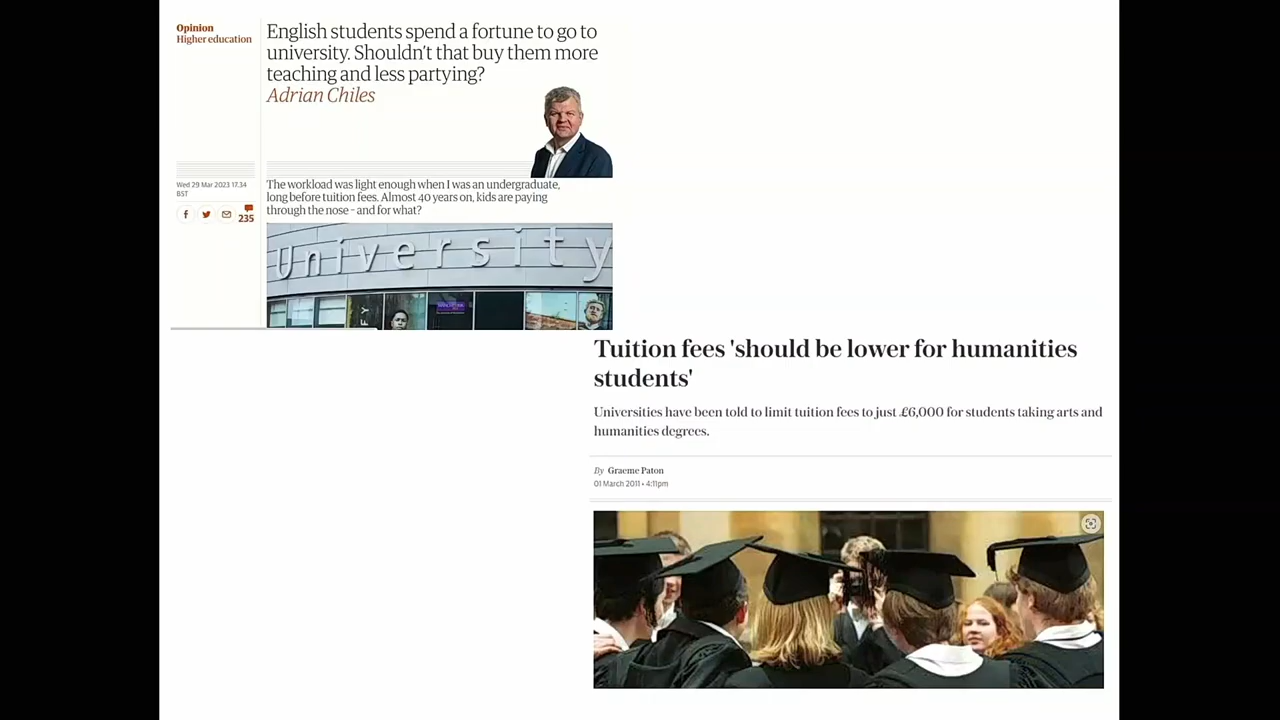 Opinion
Higher education
English students spend a fortune to go to
university. Shouldn't that buy them more
teaching and less partying?
Adrian Chiles
Wed 29 Mar 2023 17.34
BST
235
The workload was light enough when I was an undergraduate,
long before tuition fees. Almost 40 years on, kids are paying
through the nose – and for what?
University
Tuition fees 'should be lower for humanities
students'
Universities have been told to limit tuition fees to just £6,000 for students taking arts and
humanities degrees.
By Graeme Paton
01 March 2011 • 4:11pm